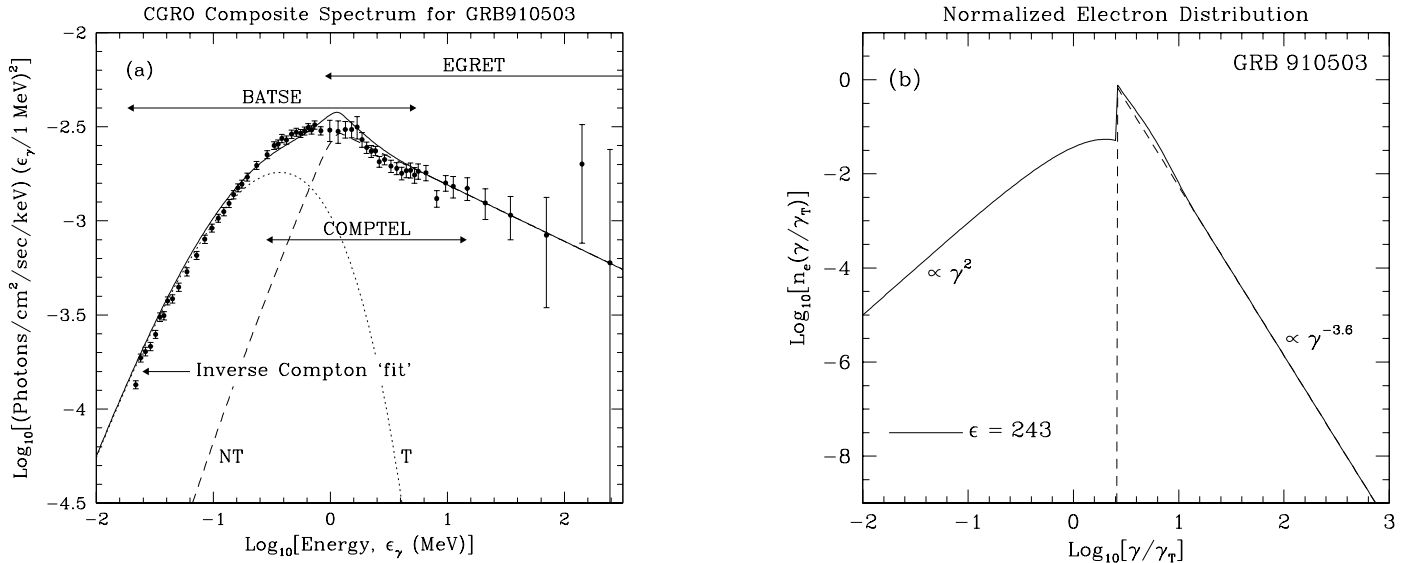 CGRO Composite Spectrum for GRB910503
(a)
EGRET
BATSE
COMPTEL
Inverse Compton 'fit'
NT
T
-2
-2.5
-3
-3.5
-4
-4.5
-2
-1
0
1
2
Log₁₀[(Photons/cm²/sec/keV) (ϵᵧ/1 MeV)²]
Log₁₀[Energy, ϵᵧ (MeV)]
Normalized Electron Distribution
(b)
GRB 910503
∝ γ²
∝ γ⁻³·⁶
ϵ = 243
0
-2
-4
-6
-8
-2
-1
0
1
2
3
Log₁₀[nₑ(γ/γ_T)]
Log₁₀[γ/γ_T]